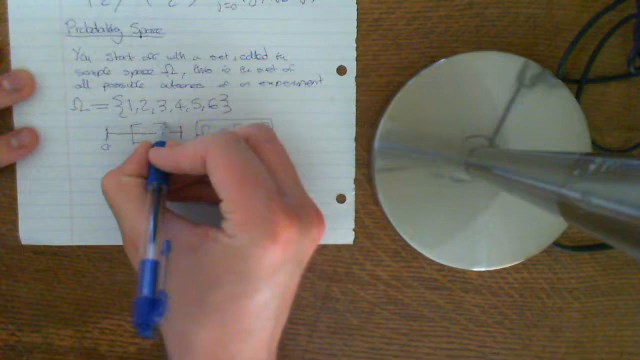 Probability Space
You start off with a set, called the
sample space Ω, this is the set of
all possible outcomes of an experiment
Ω = {1,2,3,4,5,6}
0